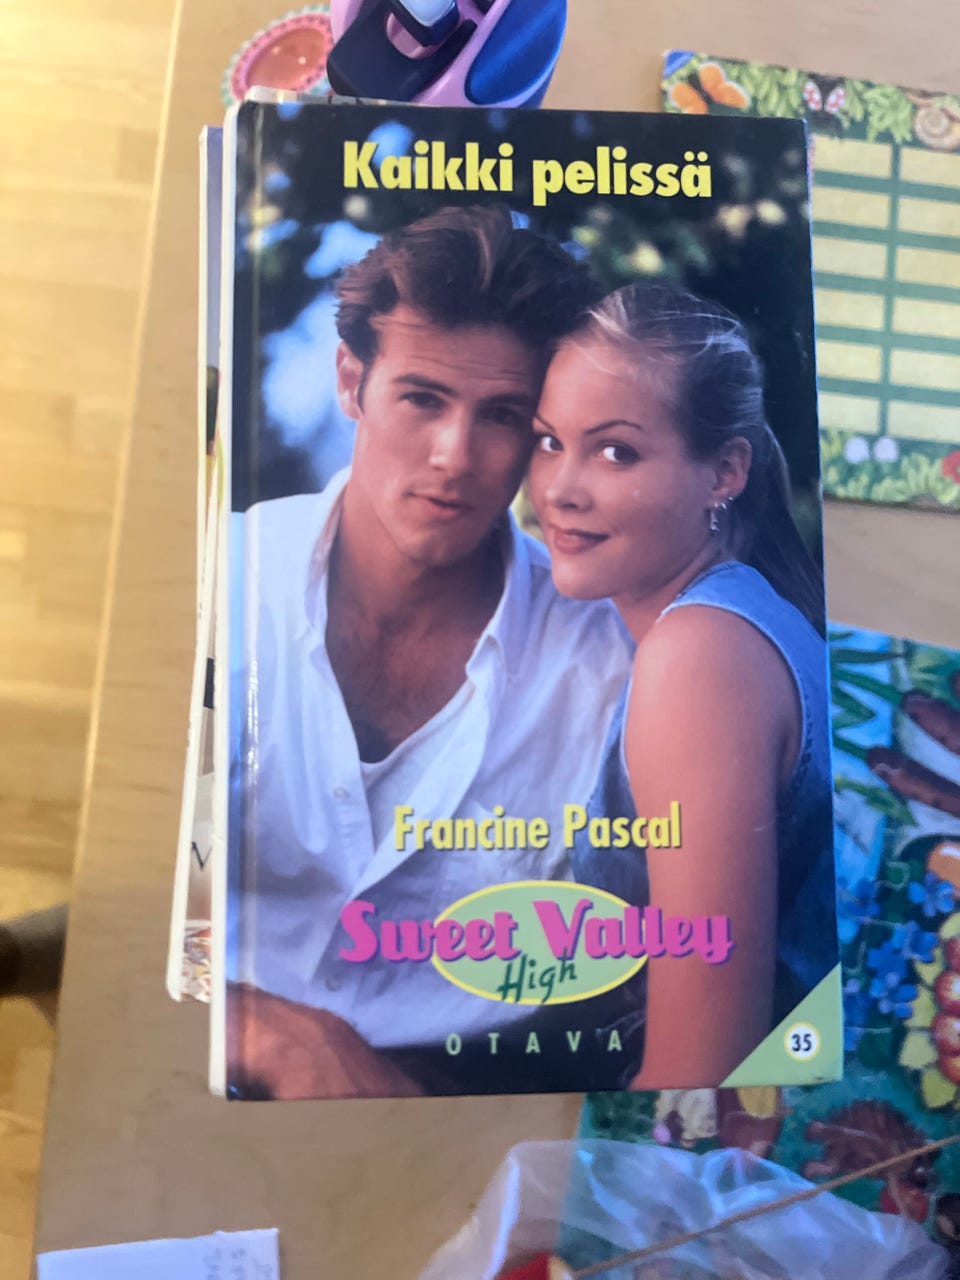 Kaikki pelissä
Francine Pascal
Sweet Valley
High
OTAVA
35